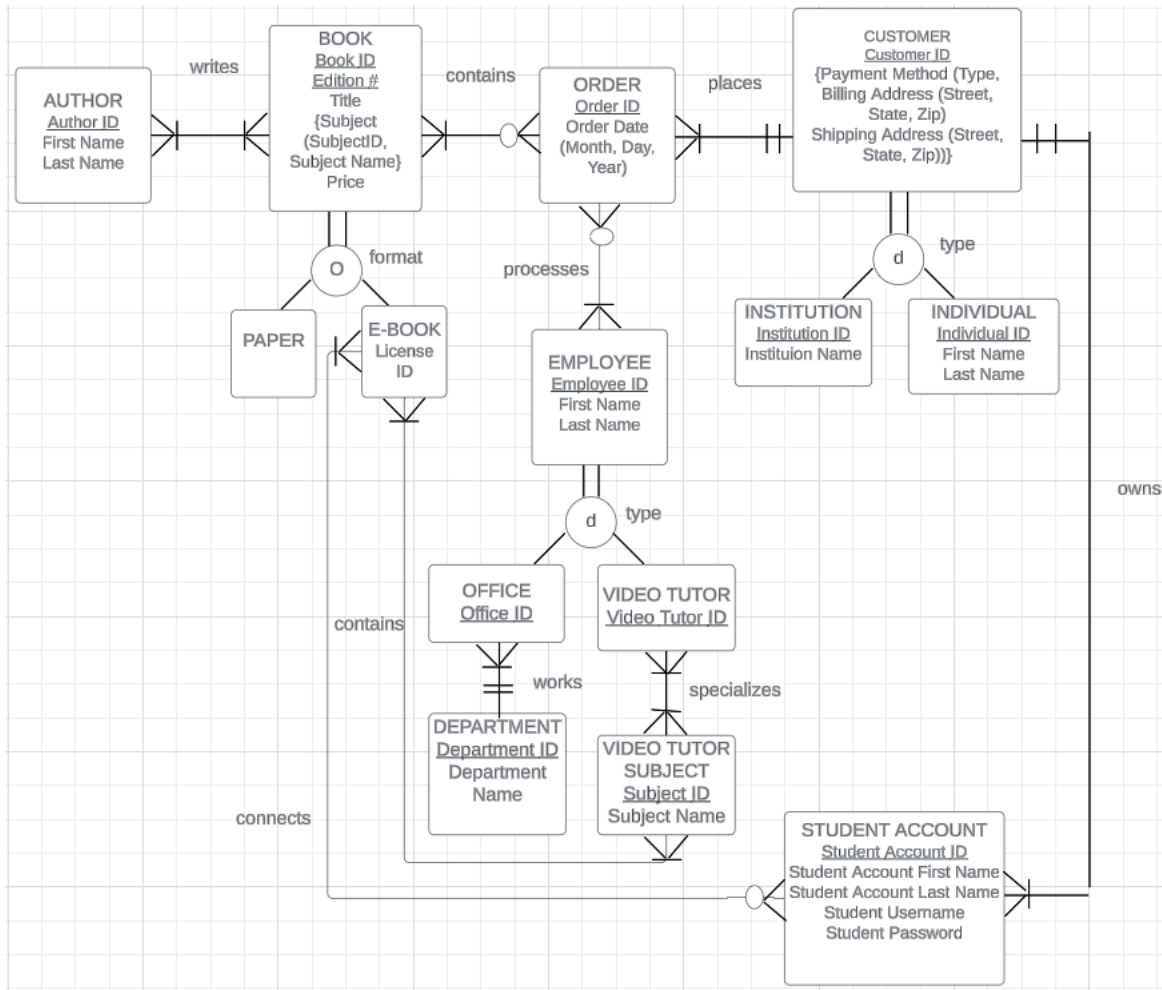 AUTHOR
Author ID
First Name
Last Name
writes
BOOK
Book ID
Edition #
Title
{Subject
(SubjectID,
Subject Name}
Price
contains
ORDER
Order ID
Order Date
(Month, Day,
Year)
places
CUSTOMER
Customer ID
{Payment Method (Type,
Billing Address (Street,
State, Zip)
Shipping Address (Street,
State, Zip))}
O
format
processes
d
type
PAPER
E-BOOK
License
ID
EMPLOYEE
Employee ID
First Name
Last Name
INSTITUTION
Institution ID
Instituion Name
INDIVIDUAL
Individual ID
First Name
Last Name
owns
d
type
OFFICE
Office ID
VIDEO TUTOR
Video Tutor ID
contains
works
specializes
DEPARTMENT
Department ID
Department
Name
VIDEO TUTOR
SUBJECT
Subject ID
Subject Name
connects
STUDENT ACCOUNT
Student Account ID
Student Account First Name
Student Account Last Name
Student Username
Student Password